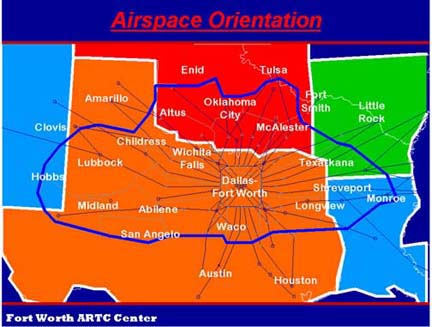 Airspace Orientation
Enid
Tulsa
Amarillo
Oklahoma
City
Fort
Smith
Little
Rock
Altus
Clovis
McAlester
Childress
Wichita
Falls
Lubbock
Texarkana
Hobbs
Dallas-
Fort Worth
Shreveport
Monroe
Midland
Abilene
Longview
San Angelo
Waco
Austin
Houston
Fort Worth ARTC Center